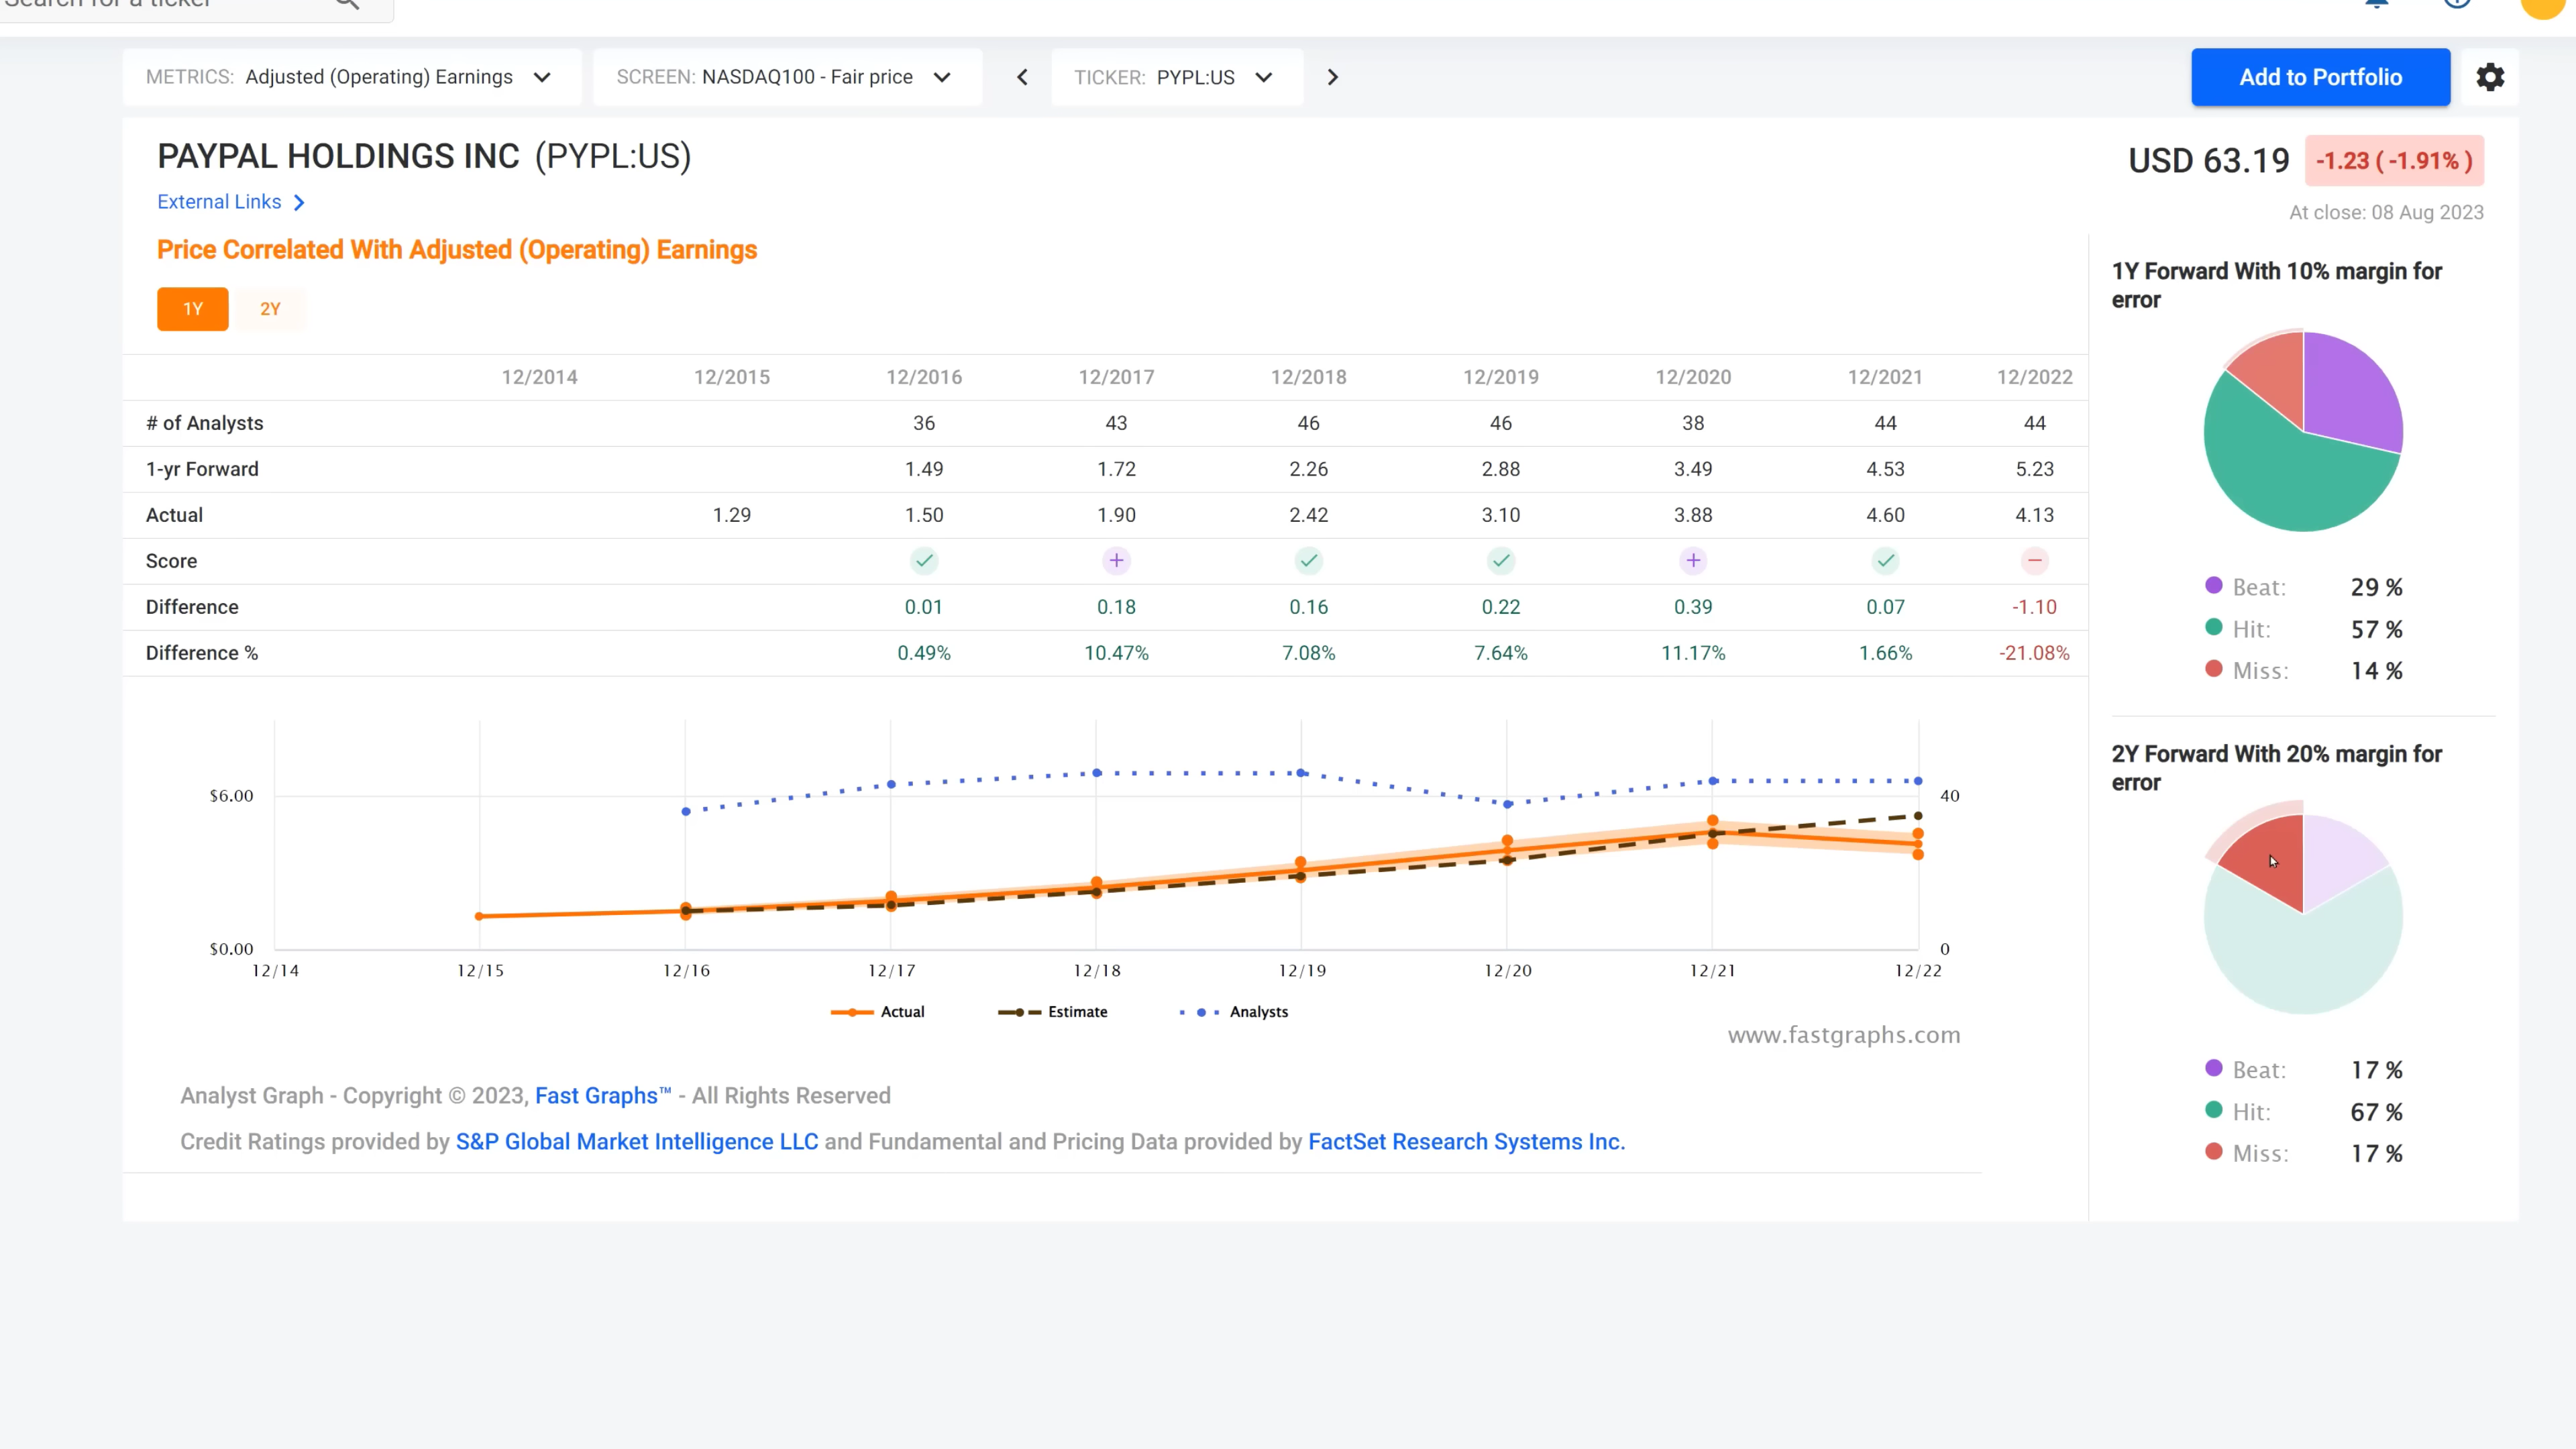 Search for a ticker
METRICS: Adjusted (Operating) Earnings
SCREEN: NASDAQ100 - Fair price
TICKER: PYPL:US
Add to Portfolio
PAYPAL HOLDINGS INC (PYPL:US)
USD 63.19 -1.23 ( -1.91% )
External Links
At close: 08 Aug 2023
Price Correlated With Adjusted (Operating) Earnings
1Y 2Y
12/2014 12/2015 12/2016 12/2017 12/2018 12/2019 12/2020 12/2021 12/2022
# of Analysts 36 43 46 46 38 44 44
1-yr Forward 1.49 1.72 2.26 2.88 3.49 4.53 5.23
Actual 1.29 1.50 1.90 2.42 3.10 3.88 4.60 4.13
Score
Difference 0.01 0.18 0.16 0.22 0.39 0.07 -1.10
Difference % 0.49% 10.47% 7.08% 7.64% 11.17% 1.66% -21.08%
$6.00 40
$0.00 0
12/14 12/15 12/16 12/17 12/18 12/19 12/20 12/21 12/22
Actual Estimate Analysts
www.fastgraphs.com
Analyst Graph - Copyright © 2023, Fast Graphs™ - All Rights Reserved
Credit Ratings provided by S&P Global Market Intelligence LLC and Fundamental and Pricing Data provided by FactSet Research Systems Inc.
1Y Forward With 10% margin for
error
Beat: 29 %
Hit: 57 %
Miss: 14 %
2Y Forward With 20% margin for
error
Beat: 17 %
Hit: 67 %
Miss: 17 %